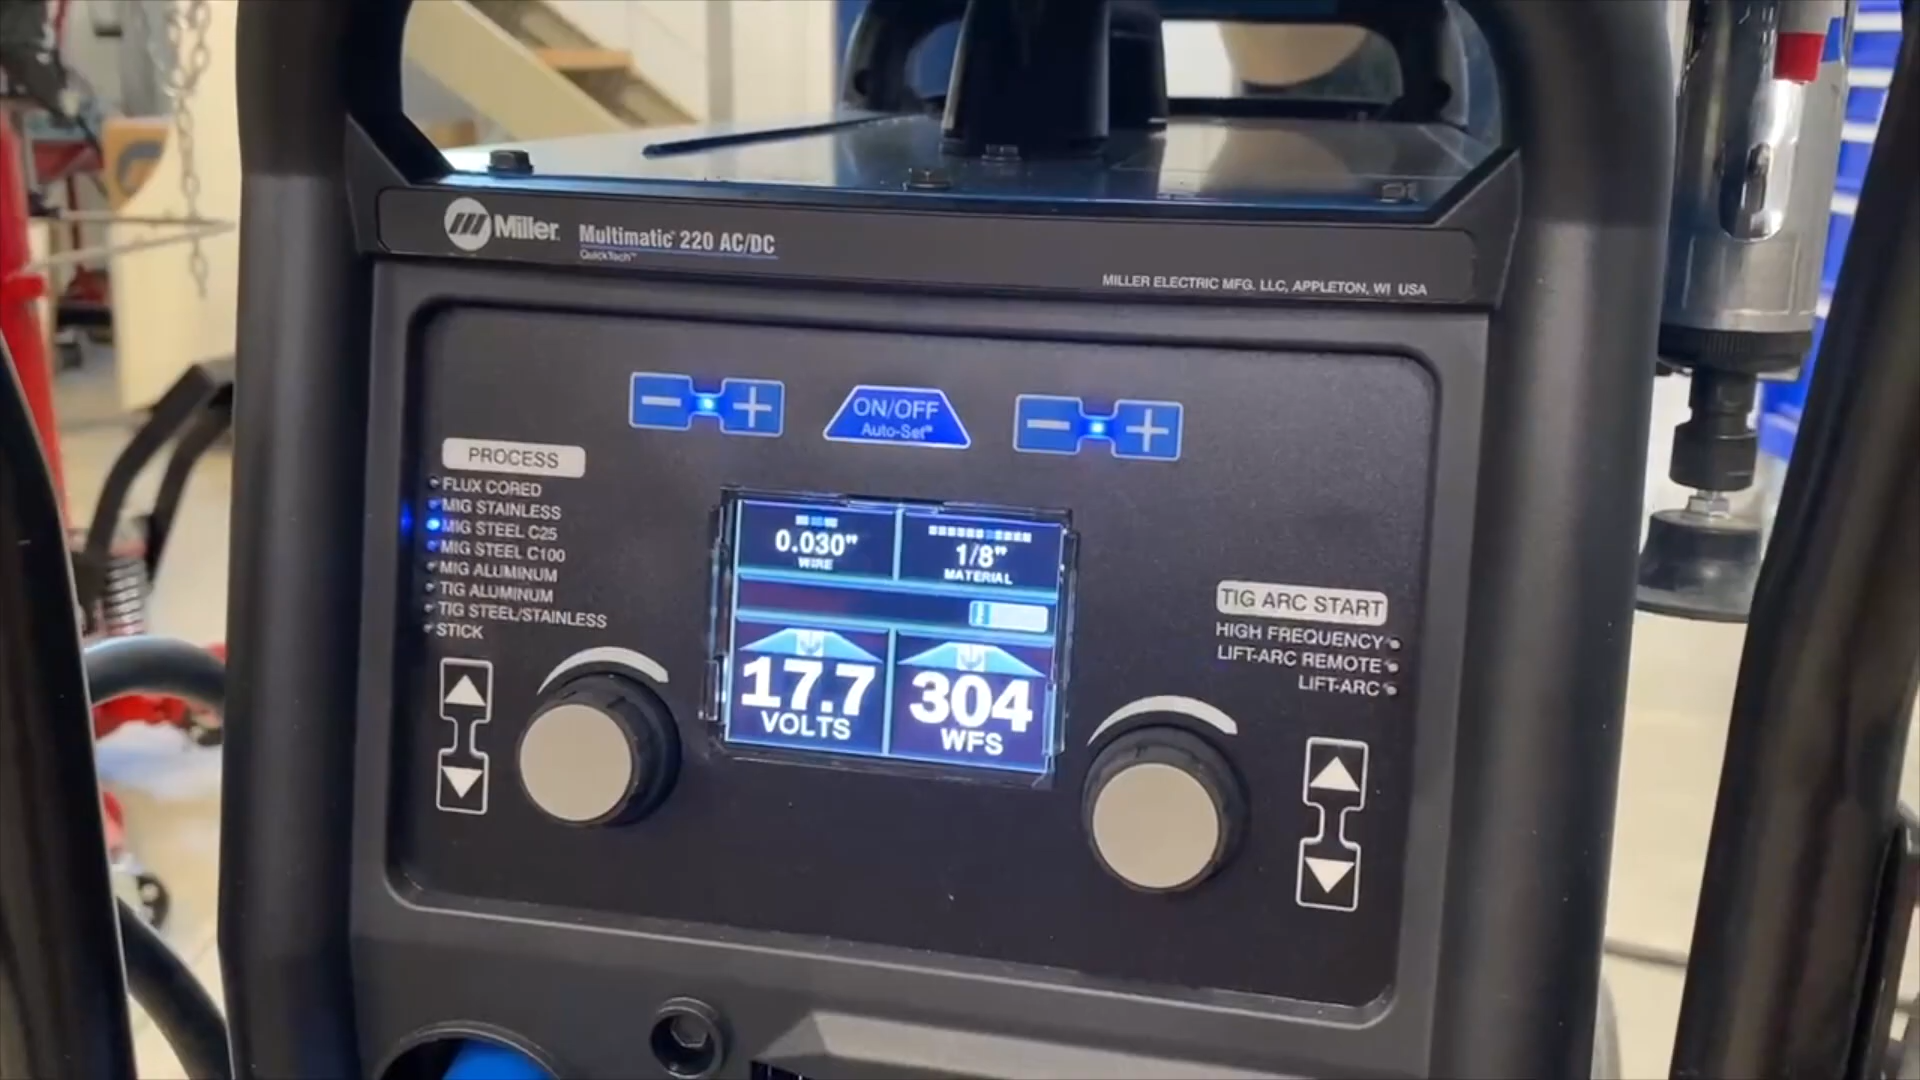 Miller
Multimatic® 220 AC/DC
QuickTech™
MILLER ELECTRIC MFG. LLC, APPLETON, WI USA
ON/OFF
Auto-Set™
PROCESS
FLUX CORED
MIG STAINLESS
MIG STEEL C25
MIG STEEL C100
MIG ALUMINUM
TIG ALUMINUM
TIG STEEL/STAINLESS
STICK
0.030"
WIRE
1/8"
MATERIAL
17.7
VOLTS
304
WFS
TIG ARC START
HIGH FREQUENCY
LIFT-ARC REMOTE
LIFT-ARC